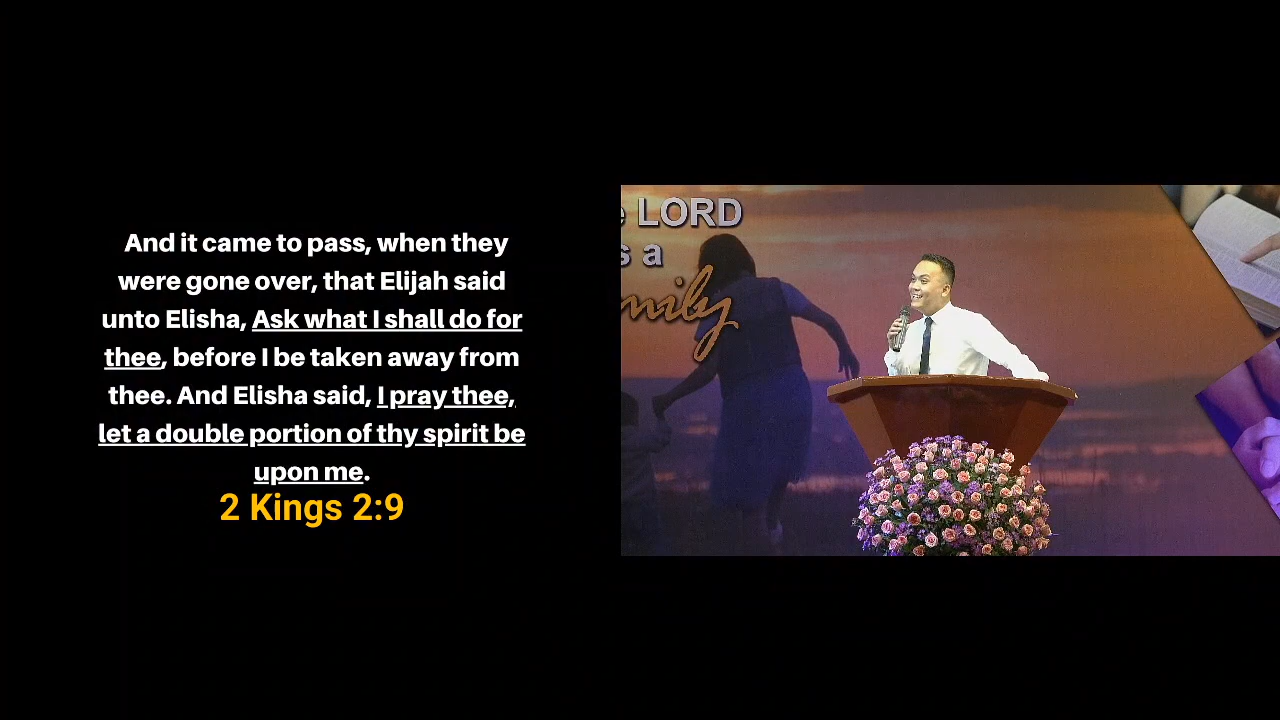 And it came to pass, when they
were gone over, that Elijah said
unto Elisha, Ask what I shall do for
thee, before I be taken away from
thee. And Elisha said, I pray thee,
let a double portion of thy spirit be
upon me.
2 Kings 2:9
LORD
s a
mily